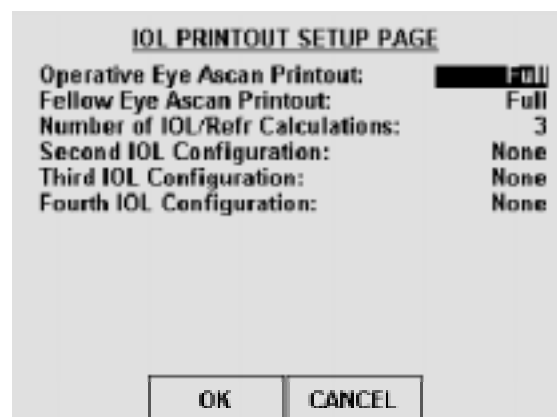 IOL PRINTOUT SETUP PAGE
Operative Eye Ascan Printout: Full
Fellow Eye Ascan Printout: Full
Number of IOL/Refr Calculations: 3
Second IOL Configuration: None
Third IOL Configuration: None
Fourth IOL Configuration: None
OK CANCEL